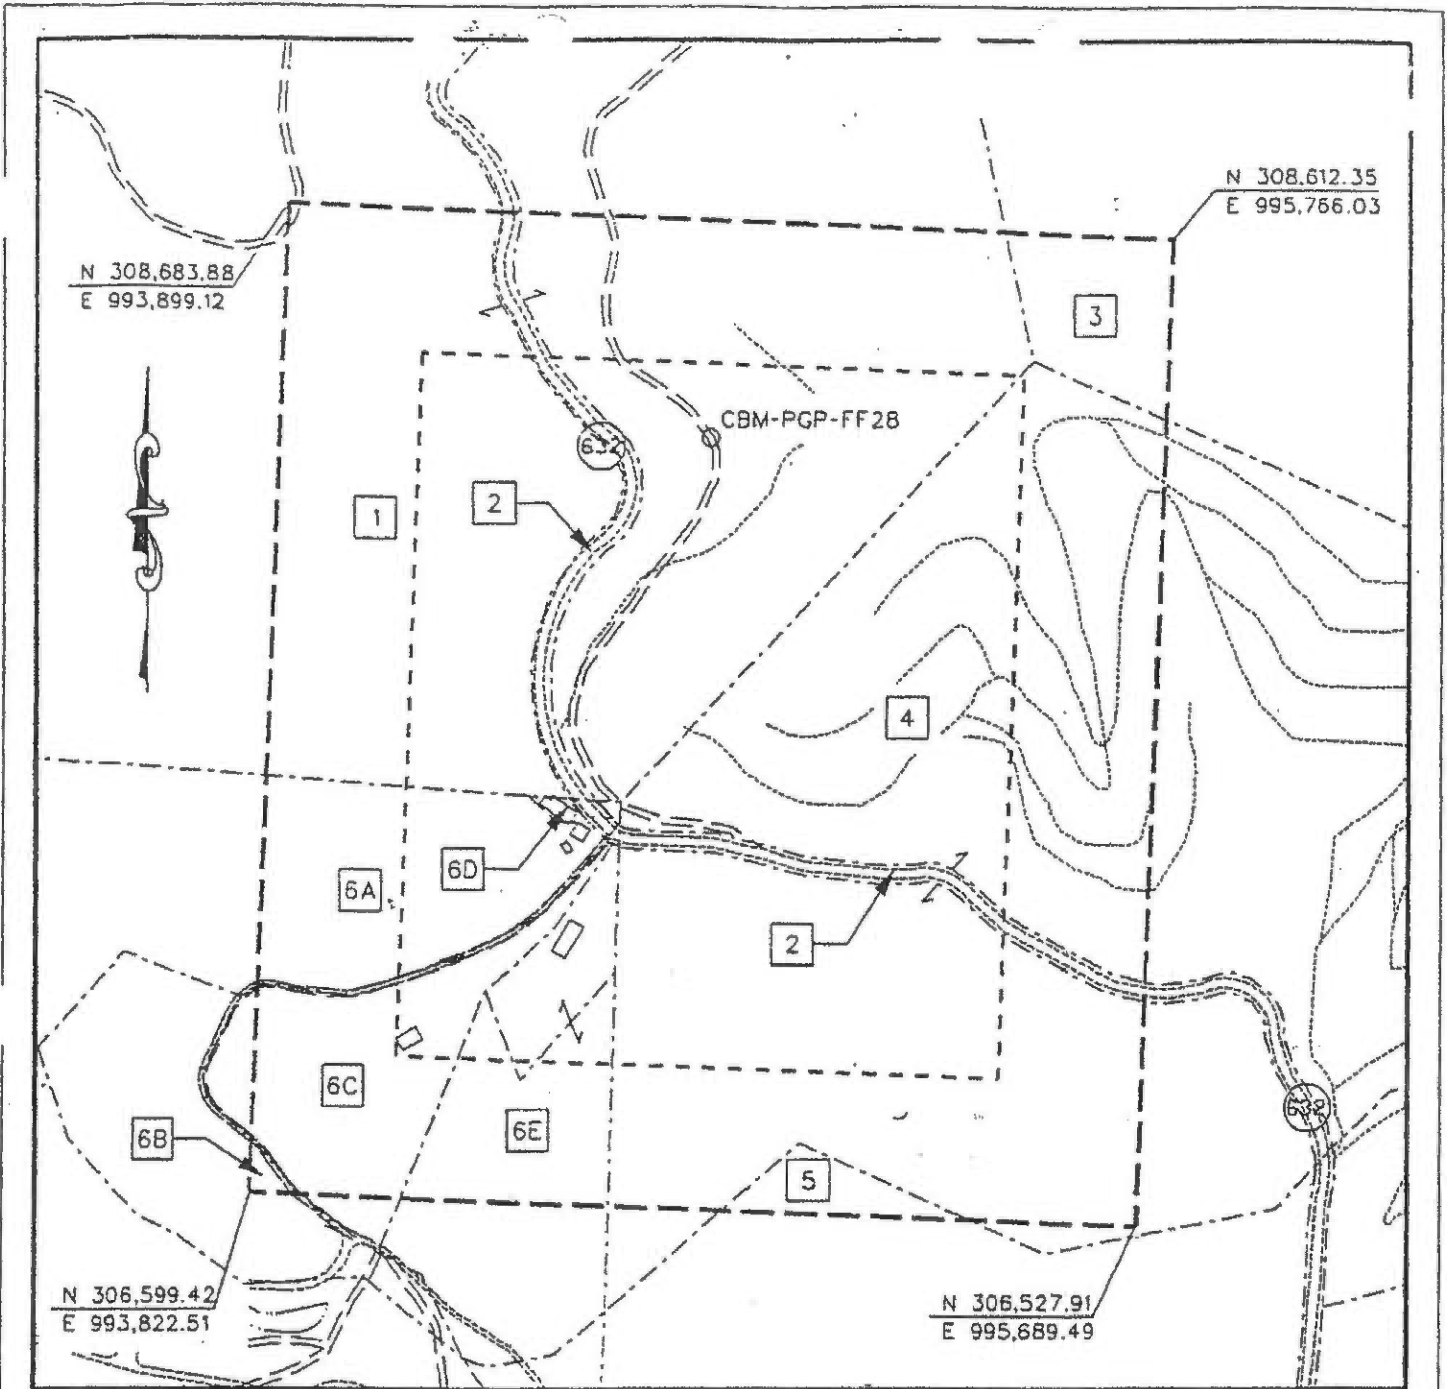 N 308,612.35
E 995,766.03
N 308,683.88
E 993,899.12
3
CBM-PGP-FF28
632
2
1
4
6D
6A
2
6C
6B
6E
632
5
N 306,599.42
E 993,822.51
N 306,527.91
E 995,689.49